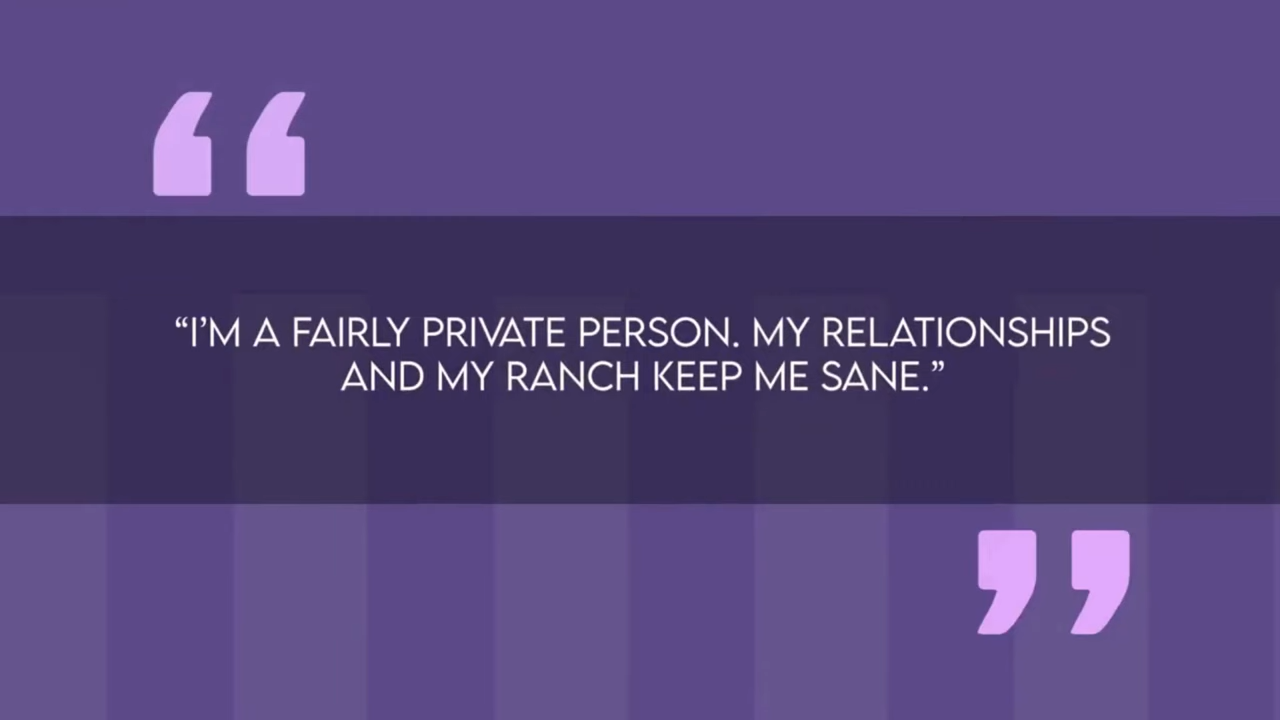 “I’M A FAIRLY PRIVATE PERSON. MY RELATIONSHIPS
AND MY RANCH KEEP ME SANE.”